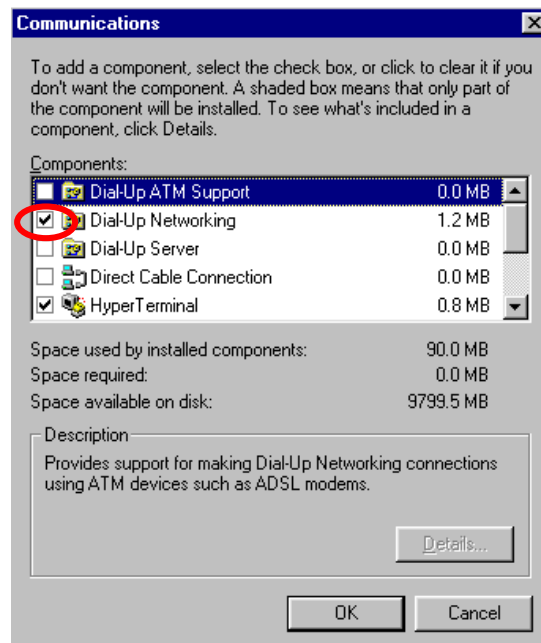 Communications
To add a component, select the check box, or click to clear it if you
don't want the component. A shaded box means that only part of
the component will be installed. To see what's included in a
component, click Details.
Components:
Dial-Up ATM Support 0.0 MB
Dial-Up Networking 1.2 MB
Dial-Up Server 0.0 MB
Direct Cable Connection 0.0 MB
HyperTerminal 0.8 MB
Space used by installed components: 90.0 MB
Space required: 0.0 MB
Space available on disk: 9799.5 MB
Description
Provides support for making Dial-Up Networking connections
using ATM devices such as ADSL modems.
Details...
OK Cancel